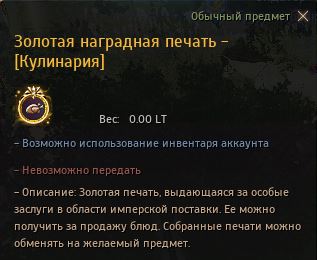 Обычный предмет
Золотая наградная печать –
[Кулинария]
Вес: 0.00 LT
– Возможно использование инвентаря аккаунта
– Невозможно передать
– Описание: Золотая печать, выдающаяся за особые
заслуги в области имперской поставки. Ее можно
получить за продажу блюд. Собранные печати можно
обменять на желаемый предмет.